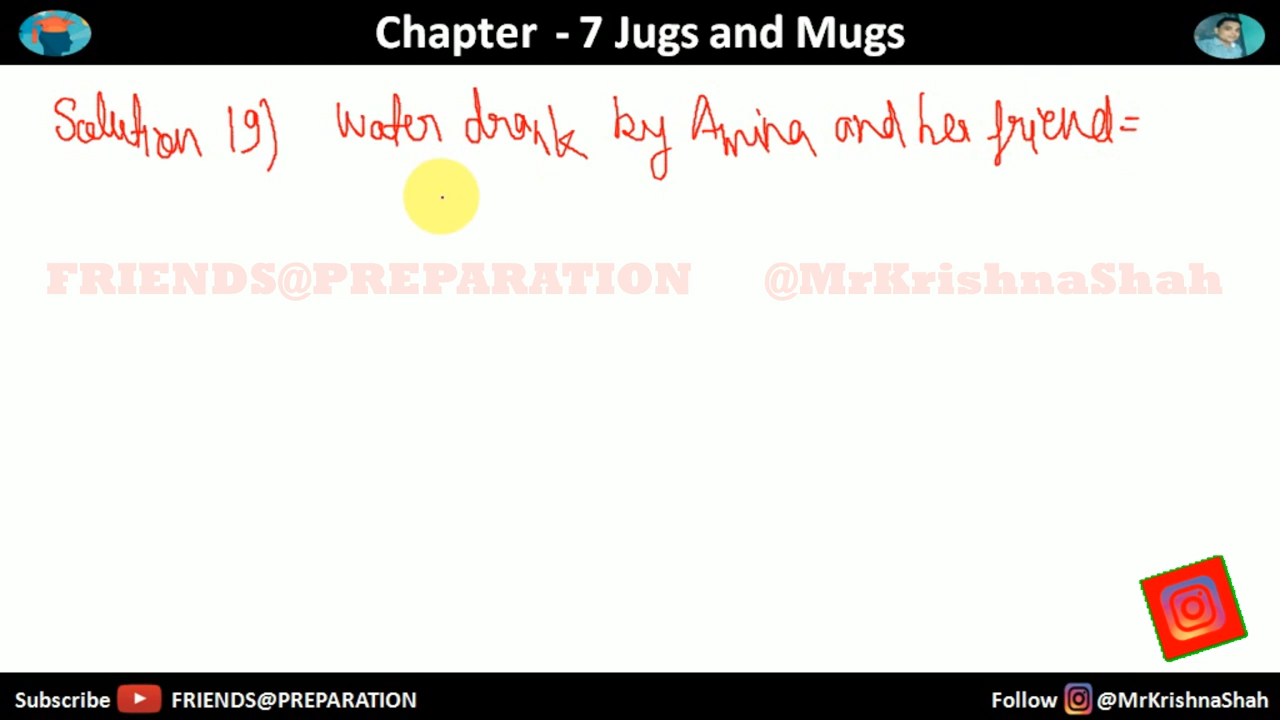 Chapter - 7 Jugs and Mugs
Solution 19) Water drank by Amina and her friend=
FRIENDS@PREPARATION @MrKrishnaShah
Subscribe FRIENDS@PREPARATION Follow @MrKrishnaShah